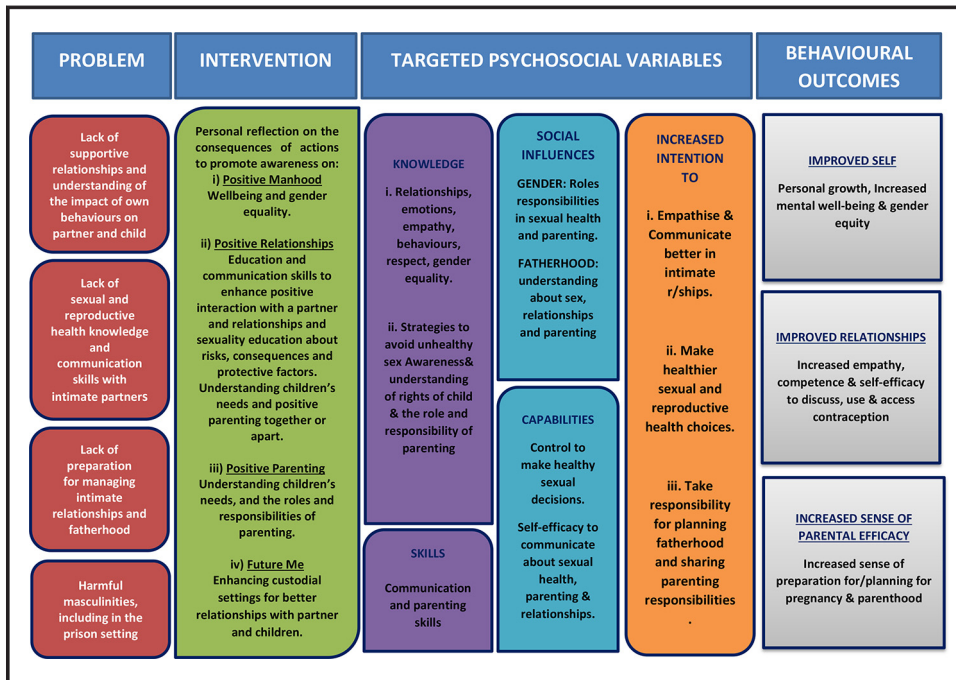 PROBLEM
INTERVENTION
TARGETED PSYCHOSOCIAL VARIABLES
BEHAVIOURAL
OUTCOMES
Lack of
supportive
relationships and
understanding of
the impact of own
behaviours on
partner and child
Lack of
sexual and
reproductive
health knowledge
and
communication
skills with
intimate partners
Lack of
preparation
for managing
intimate
relationships and
fatherhood
Harmful
masculinities,
including in the
prison setting
Personal reflection on the
consequences of actions
to promote awareness on:
i) Positive Manhood
Wellbeing and gender
equality.
ii) Positive Relationships
Education and
communication skills to
enhance positive
interaction with a partner
and relationships and
sexuality education about
risks, consequences and
protective factors.
Understanding children’s
needs and positive
parenting together or
apart.
iii) Positive Parenting
Understanding children’s
needs, and the roles and
responsibilities of
parenting.
iv) Future Me
Enhancing custodial
settings for better
relationships with partner
and children.
KNOWLEDGE
i. Relationships,
emotions,
empathy,
behaviours,
respect, gender
equality.
ii. Strategies to
avoid unhealthy
sex Awareness&
understanding
of rights of child
& the role and
responsibility of
parenting
SKILLS
Communication
and parenting
skills
SOCIAL
INFLUENCES
GENDER: Roles
responsibilities
in sexual health
and parenting.
FATHERHOOD:
understanding
about sex,
relationships
and parenting
CAPABILITIES
Control to
make healthy
sexual
decisions.
Self-efficacy to
communicate
about sexual
health,
parenting &
relationships.
INCREASED
INTENTION
TO
i. Empathise &
Communicate
better in
intimate
r/ships.
ii. Make
healthier
sexual and
reproductive
health choices.
iii. Take
responsibility
for planning
fatherhood
and sharing
parenting
responsibilities
.
IMPROVED SELF
Personal growth, Increased
mental well-being & gender
equity
IMPROVED RELATIONSHIPS
Increased empathy,
competence & self-efficacy
to discuss, use & access
contraception
INCREASED SENSE OF
PARENTAL EFFICACY
Increased sense of
preparation for/planning for
pregnancy & parenthood